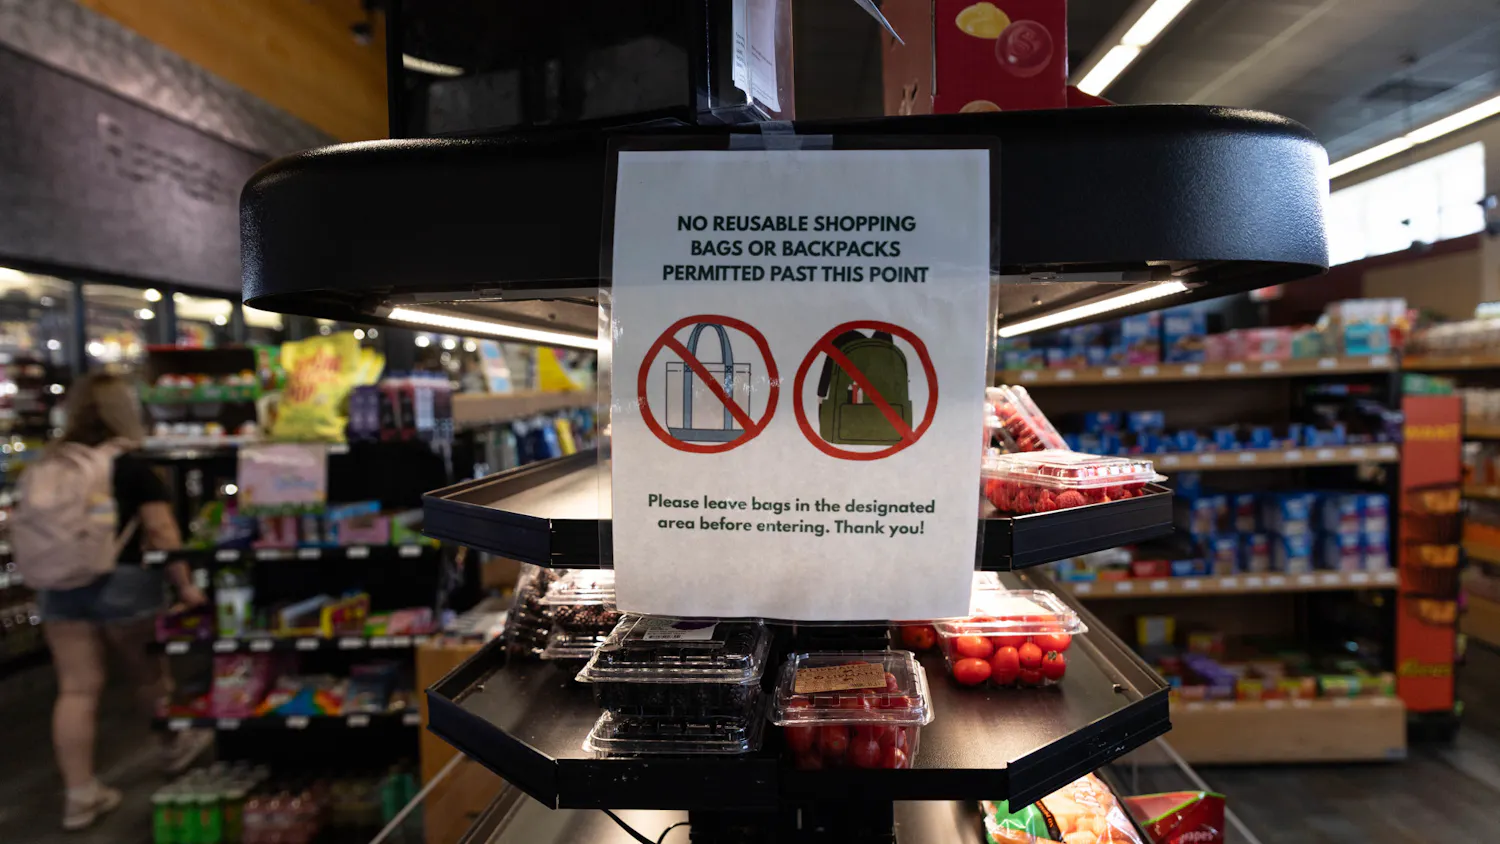 NO REUSABLE SHOPPING
BAGS OR BACKPACKS
PERMITTED PAST THIS POINT
Please leave bags in the designated
area before entering. Thank you!